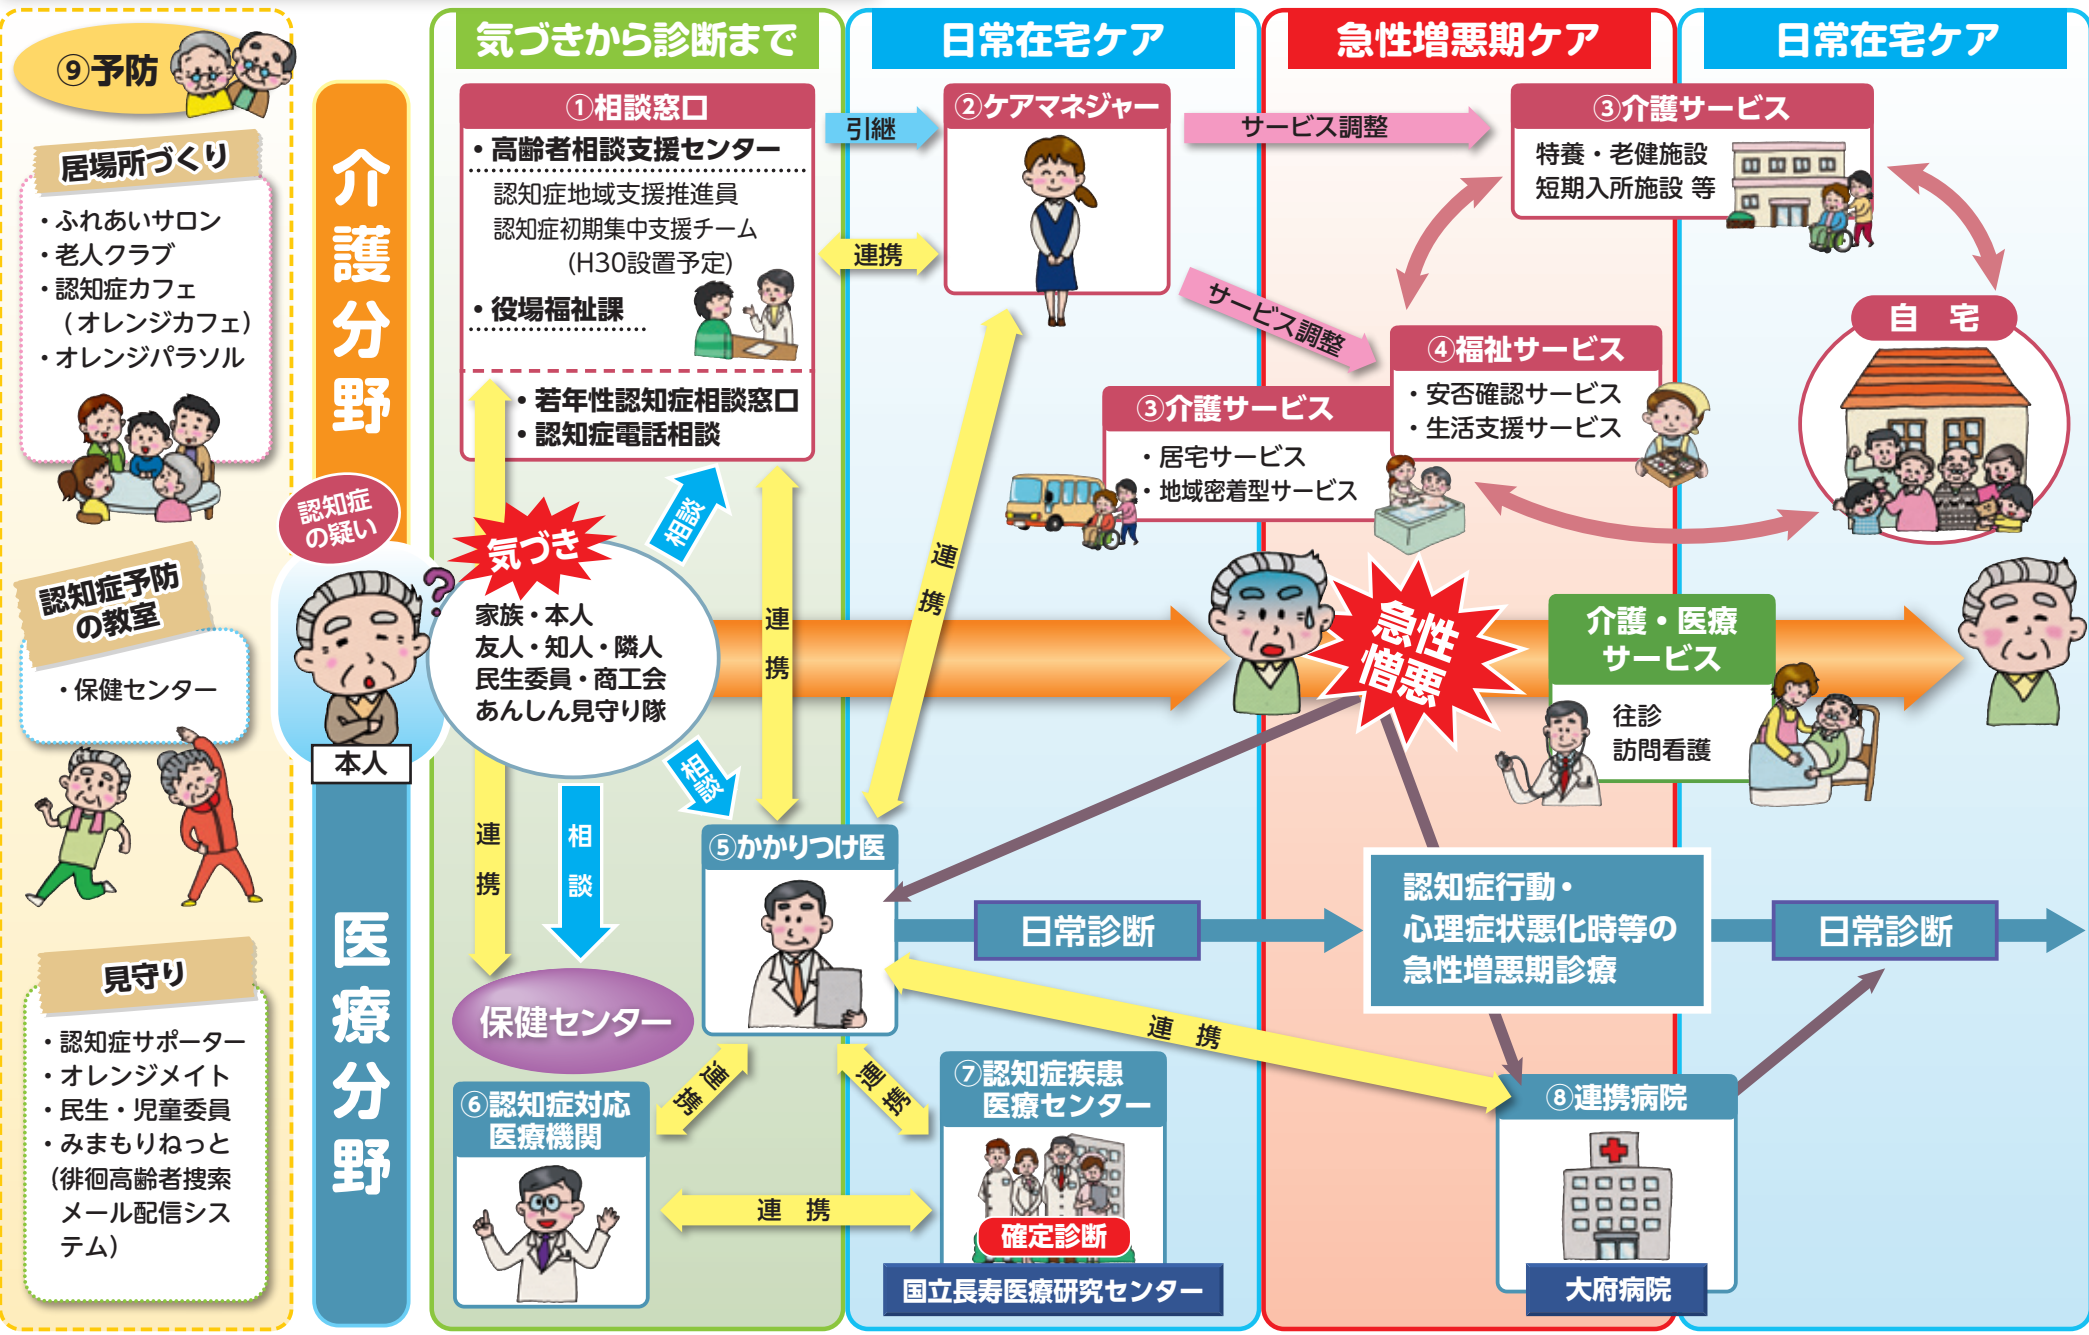 ⑨予防
居場所づくり
・ふれあいサロン
・老人クラブ
・認知症カフェ
(オレンジカフェ)
・オレンジパラソル
認知症予防
の教室
・保健センター
見守り
・認知症サポーター
・オレンジメイト
・民生・児童委員
・みまもりねっと
(徘徊高齢者捜索
メール配信シス
テム)
介護分野
認知症
の疑い
本人
医療分野
気づきから診断まで
①相談窓口
・高齢者相談支援センター
認知症地域支援推進員
認知症初期集中支援チーム
(H30設置予定)
・役場福祉課
・若年性認知症相談窓口
・認知症電話相談
気づき
家族・本人
友人・知人・隣人
民生委員・商工会
あんしん見守り隊
相談
相談
相談
連携
連携
保健センター
⑤かかりつけ医
⑥認知症対応
医療機関
連携
連携
連携
引継
連携
連携
日常在宅ケア
②ケアマネジャー
サービス調整
サービス調整
③介護サービス
・居宅サービス
・地域密着型サービス
日常診断
連携
⑦認知症疾患
医療センター
確定診断
国立長寿医療研究センター
急性増悪期ケア
③介護サービス
特養・老健施設
短期入所施設 等
④福祉サービス
・安否確認サービス
・生活支援サービス
急性
憎悪
介護・医療
サービス
往診
訪問看護
認知症行動・
心理症状悪化時等の
急性増悪期診療
⑧連携病院
大府病院
日常在宅ケア
自 宅
日常診断